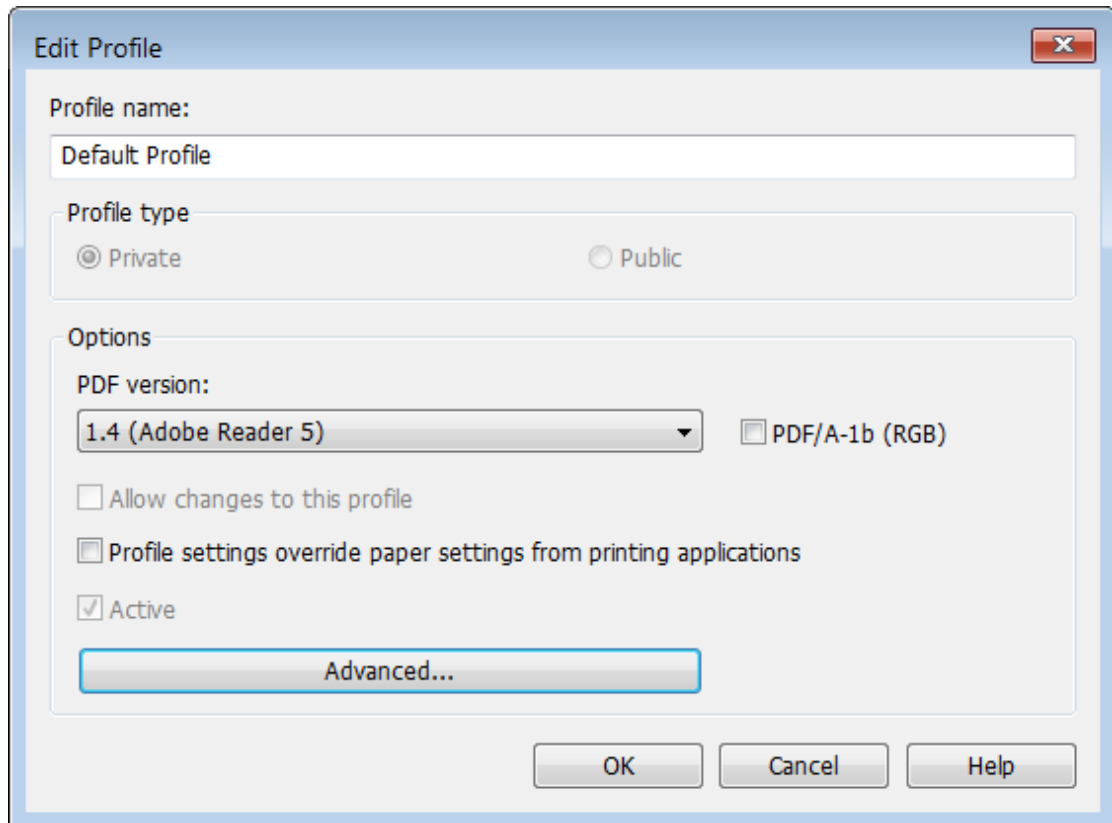 Edit Profile
Profile name:
Default Profile
Profile type
Private Public
Options
PDF version:
1.4 (Adobe Reader 5) PDF/A-1b (RGB)
Allow changes to this profile
Profile settings override paper settings from printing applications
Active
Advanced...
OK Cancel Help